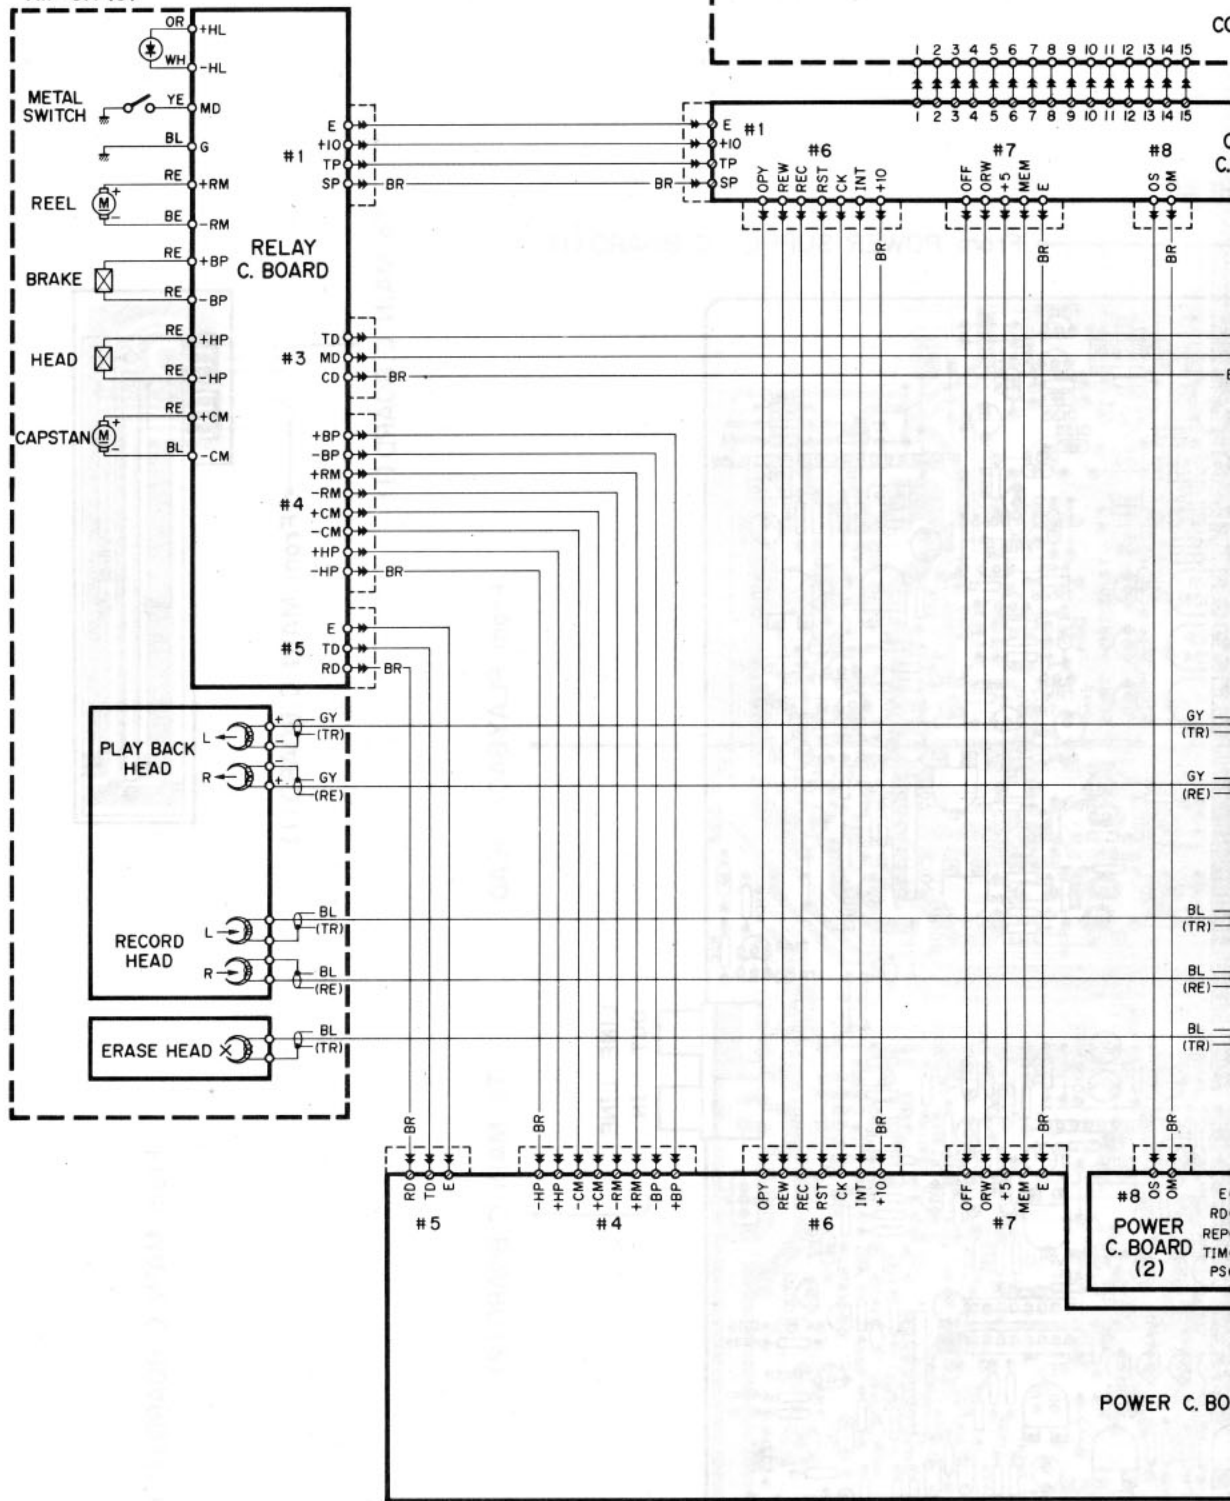 CO
1 2 3 4 5 6 7 8 9 10 11 12 13 14 15
1 2 3 4 5 6 7 8 9 10 11 12 13 14 15
OR +HL
WH -HL
METAL SWITCH YE MD
BL G
REEL M + - RE +RM
BE -RM
BRAKE RE +BP
RE -BP
HEAD RE +HP
RE -HP
CAPSTAN M + - RE +CM
BL -CM
RELAY
C. BOARD
#1
E
+10
TP
SP BR
BR
E #1
+10
TP
SP
#6
OPY REW REC RST CK INT +10
BR
#7
OFF ORW +5 MEM E
BR
#8
OS OM
BR
C.
#3
TD
MD
CD BR
#4
+BP
-BP
+RM
-RM
+CM
-CM
+HP
-HP BR
#5
E
TD
RD BR
PLAY BACK
HEAD
L + GY
- (TR)
R - GY
+ (RE)
GY
(TR)
GY
(RE)
RECORD
HEAD
L BL
(TR)
R BL
(RE)
BL
(TR)
BL
(RE)
ERASE HEAD BL
(TR)
BL
(TR)
BR BR BR BR BR
RD TD E
#5
-HP +HP -CM +CM -RM +RM -BP +BP
#4
OPY REW REC RST CK INT +10
#6
OFF ORW +5 MEM E
#7
#8 OS OM
POWER
C. BOARD
(2)
E
RD
REP
TIM
PS
POWER C. BO